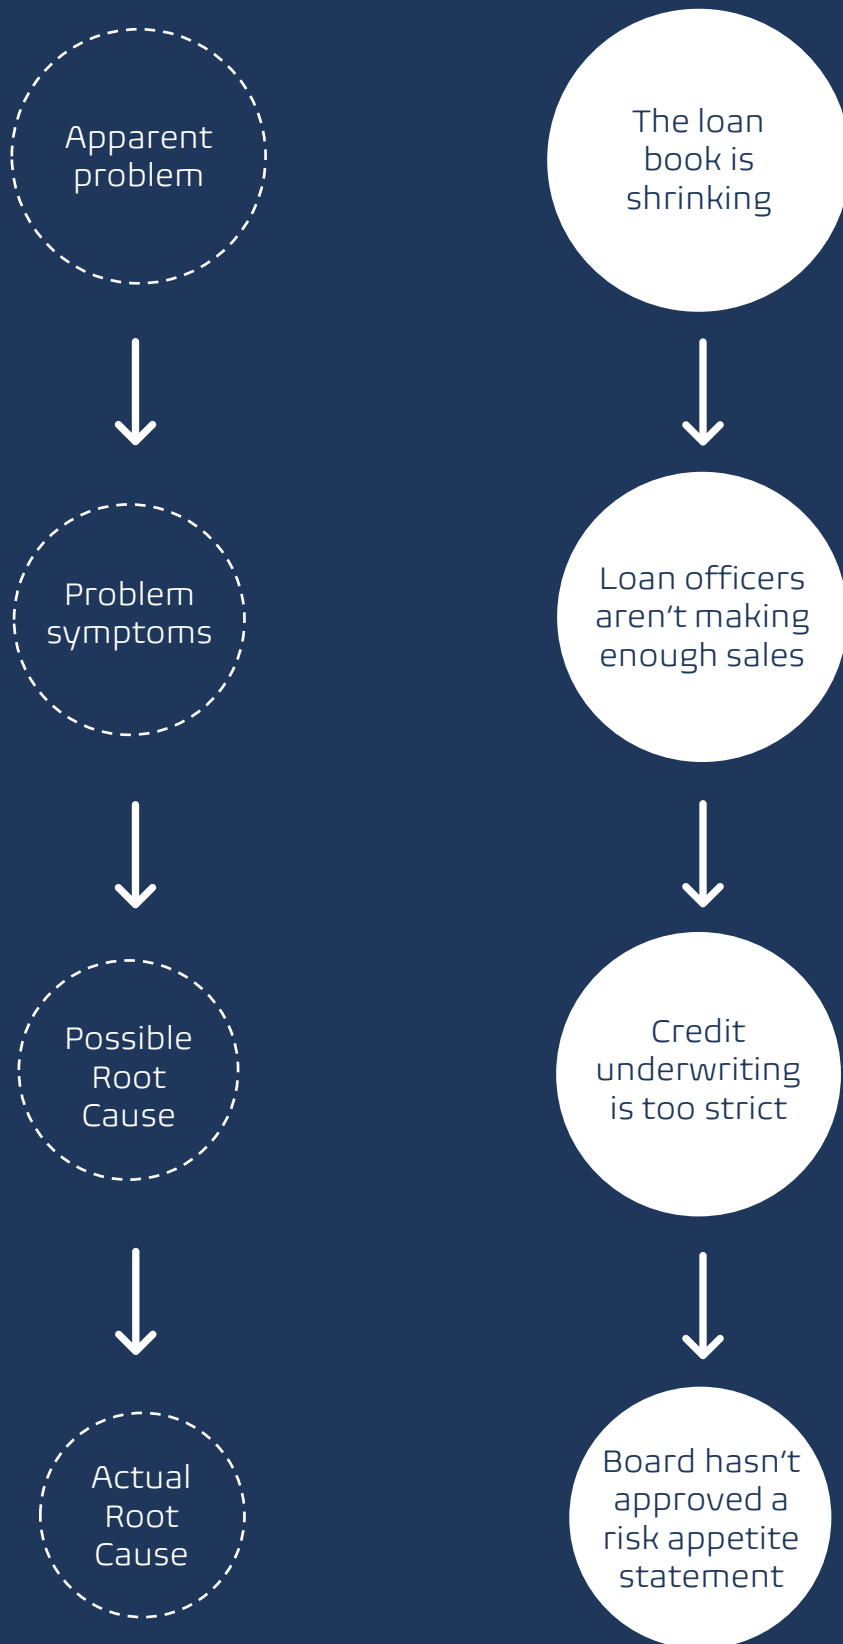 Apparent
problem
The loan
book is
shrinking
Problem
symptoms
Loan officers
aren't making
enough sales
Possible
Root
Cause
Credit
underwriting
is too strict
Actual
Root
Cause
Board hasn't
approved a
risk appetite
statement